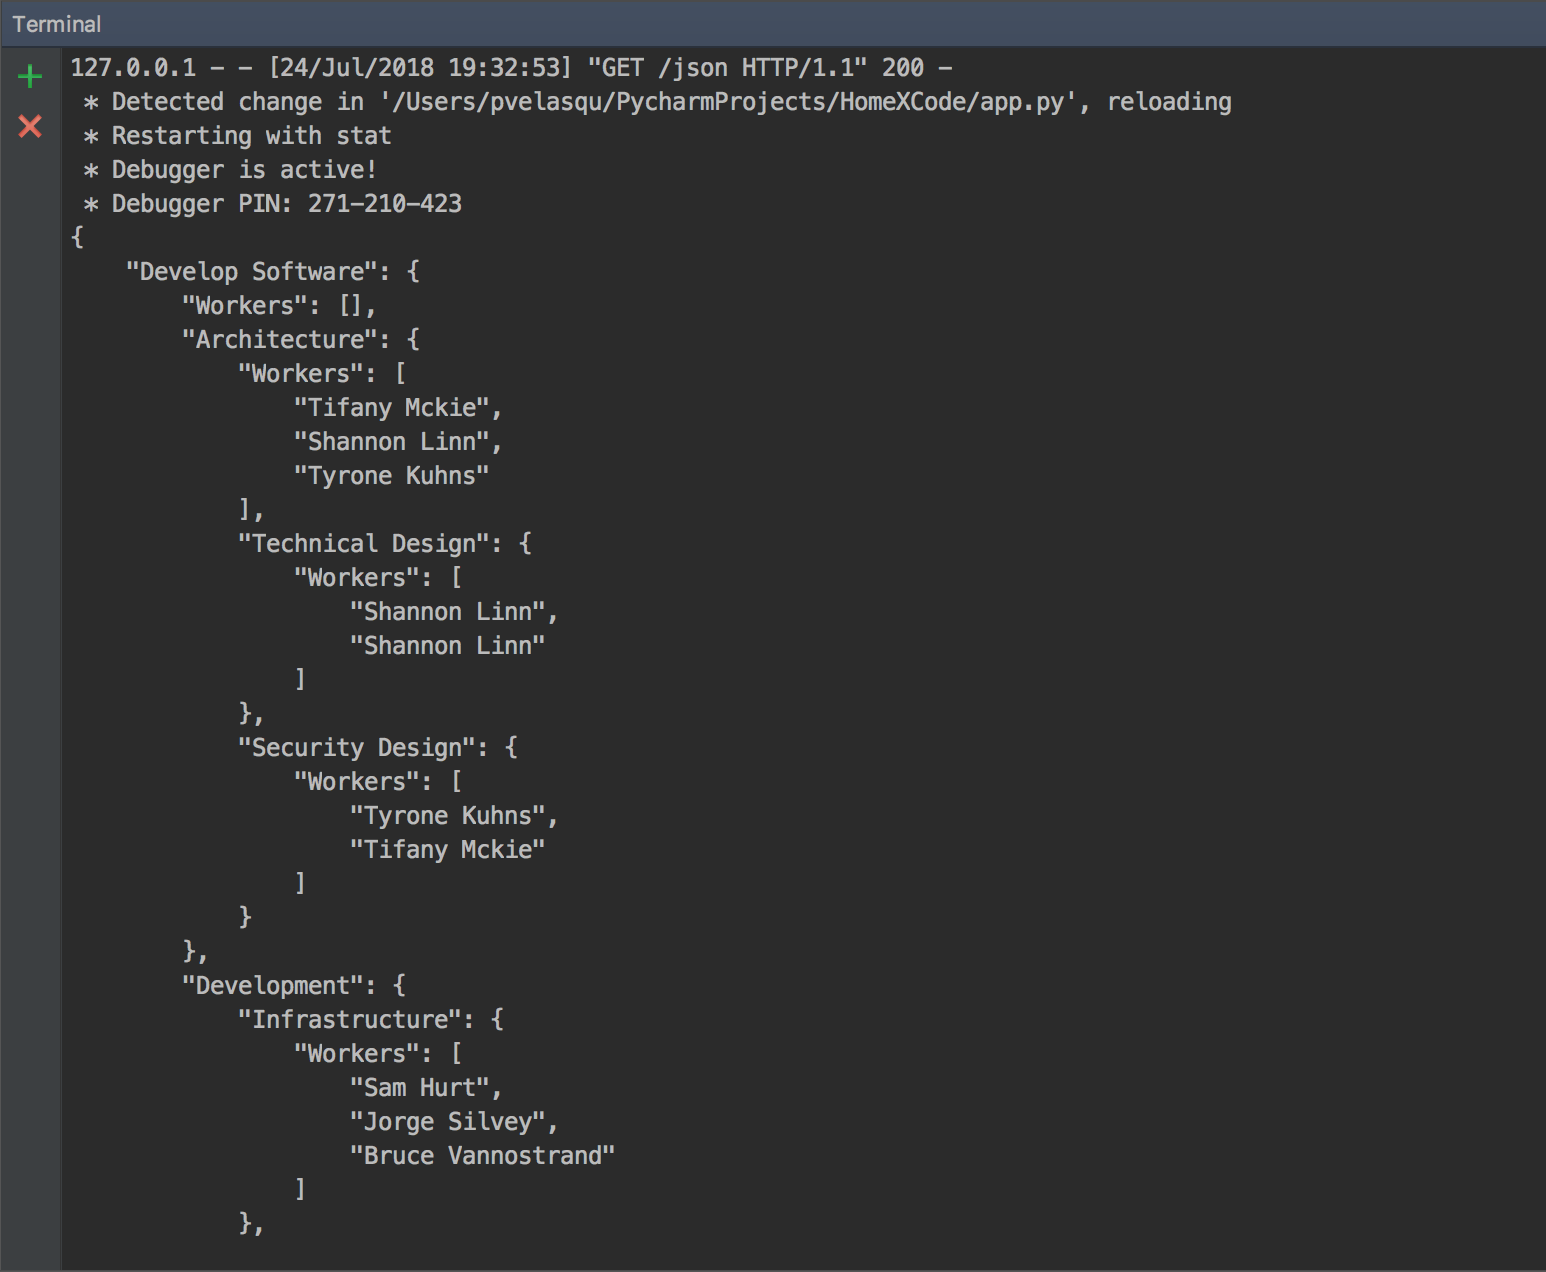 Terminal
127.0.0.1 - - [24/Jul/2018 19:32:53] "GET /json HTTP/1.1" 200 -
 * Detected change in '/Users/pvelasqu/PycharmProjects/HomeXCode/app.py', reloading
 * Restarting with stat
 * Debugger is active!
 * Debugger PIN: 271-210-423
{
    "Develop Software": {
        "Workers": [],
        "Architecture": {
            "Workers": [
                "Tifany Mckie",
                "Shannon Linn",
                "Tyrone Kuhns"
            ],
            "Technical Design": {
                "Workers": [
                    "Shannon Linn",
                    "Shannon Linn"
                ]
            },
            "Security Design": {
                "Workers": [
                    "Tyrone Kuhns",
                    "Tifany Mckie"
                ]
            }
        },
        "Development": {
            "Infrastructure": {
                "Workers": [
                    "Sam Hurt",
                    "Jorge Silvey",
                    "Bruce Vannostrand"
                ]
            },